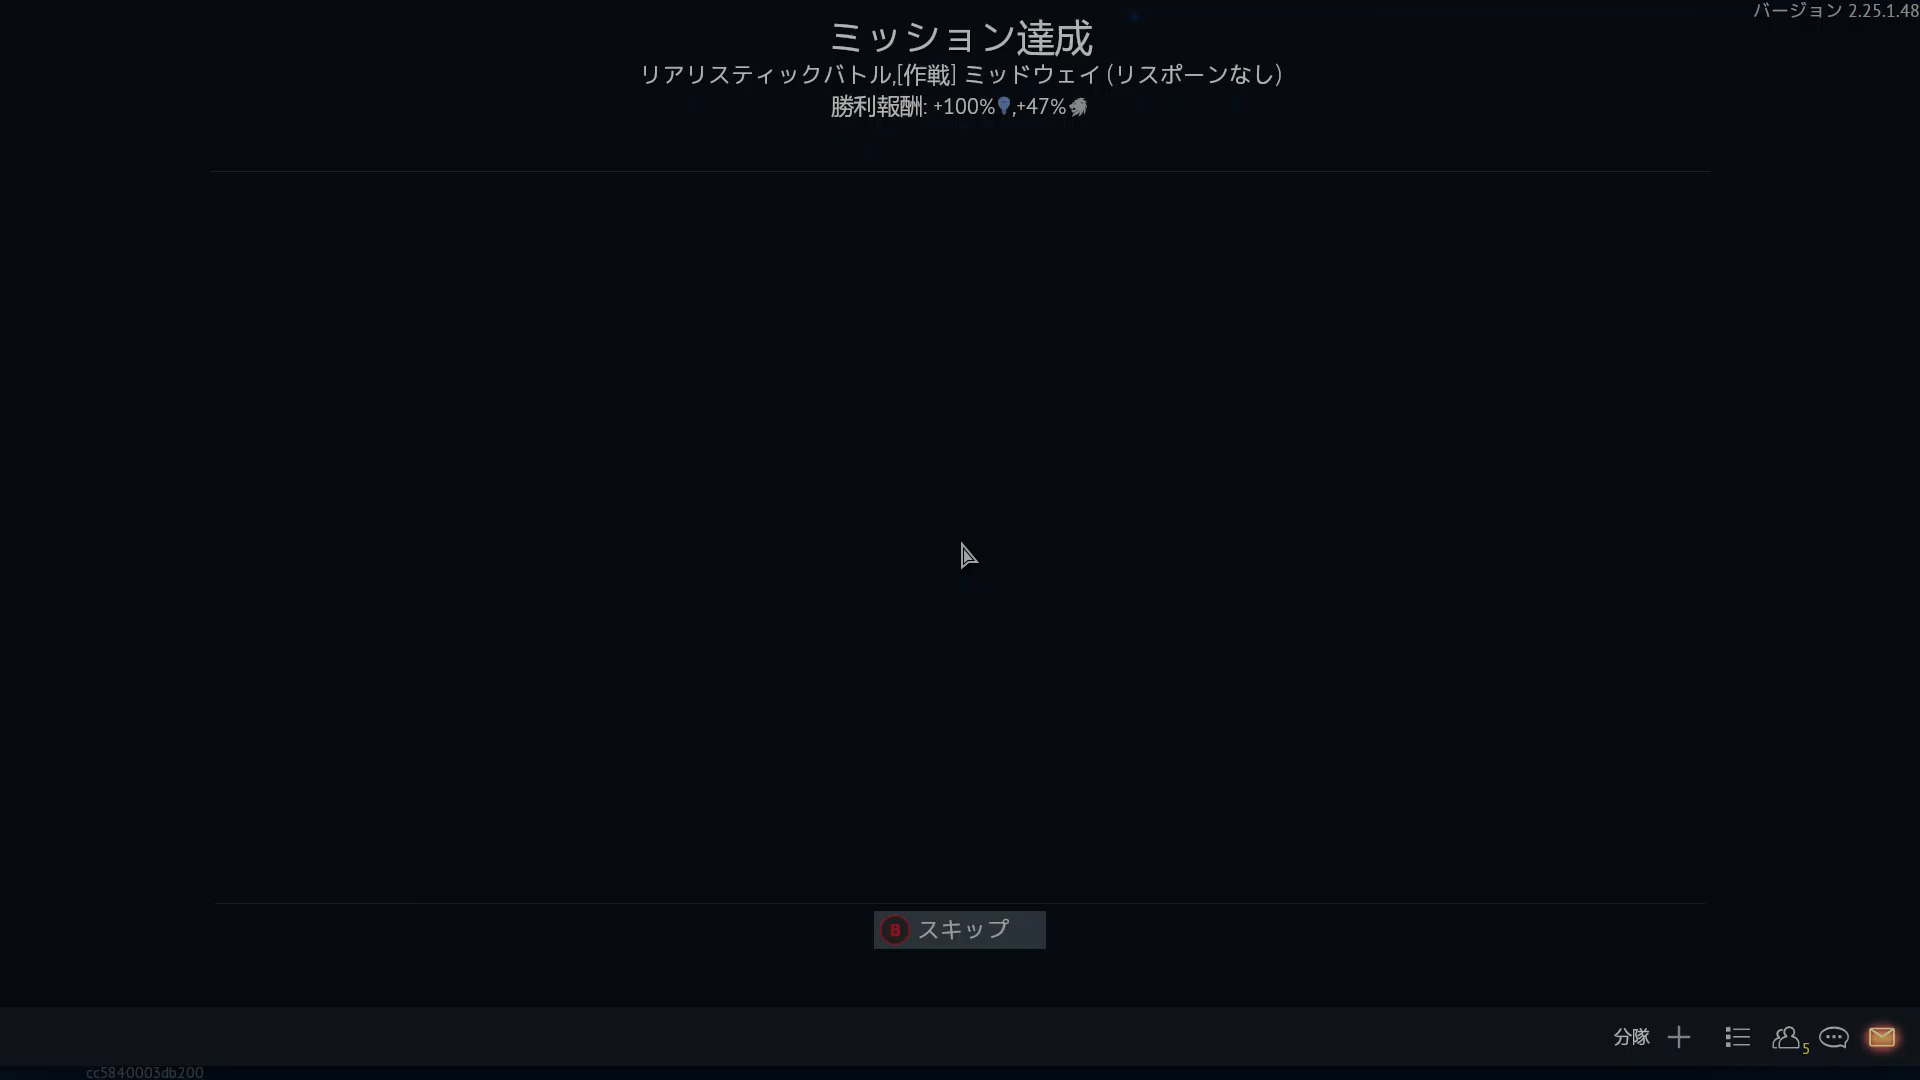 バージョン 2.25.1.48
ミッション達成
リアリスティックバトル,[作戦] ミッドウェイ (リスポーンなし)
勝利報酬: +100%,+47%
B スキップ
分隊
5
cc5840003db200